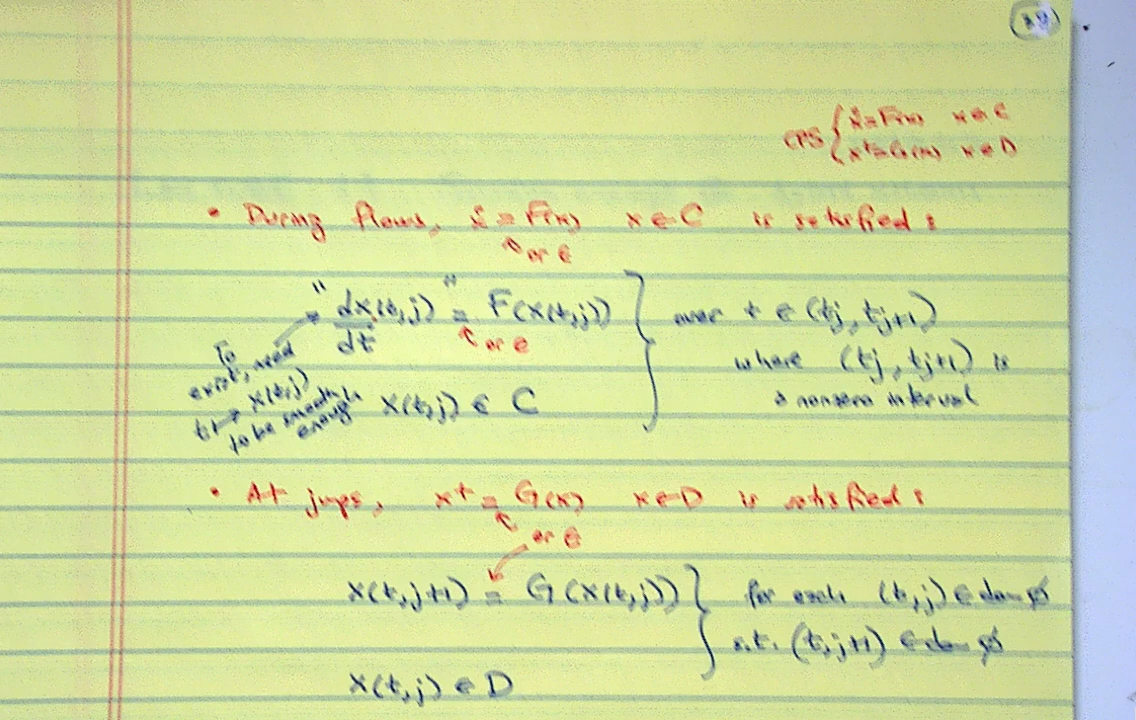 CPS { ẋ = F(x) x ∈ C
x⁺ = G(x) x ∈ D
• During flows, ẋ = F(x) x ∈ C is satisfied :
↑ or ∈
" dx(t,j)/dt " = F(x(t,j)) } over t ∈ (tj, tj+1)
↑ or ∈
where (tj, tj+1) is
a nonzero interval
To
exist, need
t ↦ x(t,j)
to be smooth
enough
x(t,j) ∈ C
• At jumps, x⁺ = G(x) x ∈ D is satisfied :
↑ or ∈
x(t,j+1) = G(x(t,j)) } for each (t,j) ∈ dom φ
s.t. (t,j+1) ∈ dom φ
x(t,j) ∈ D